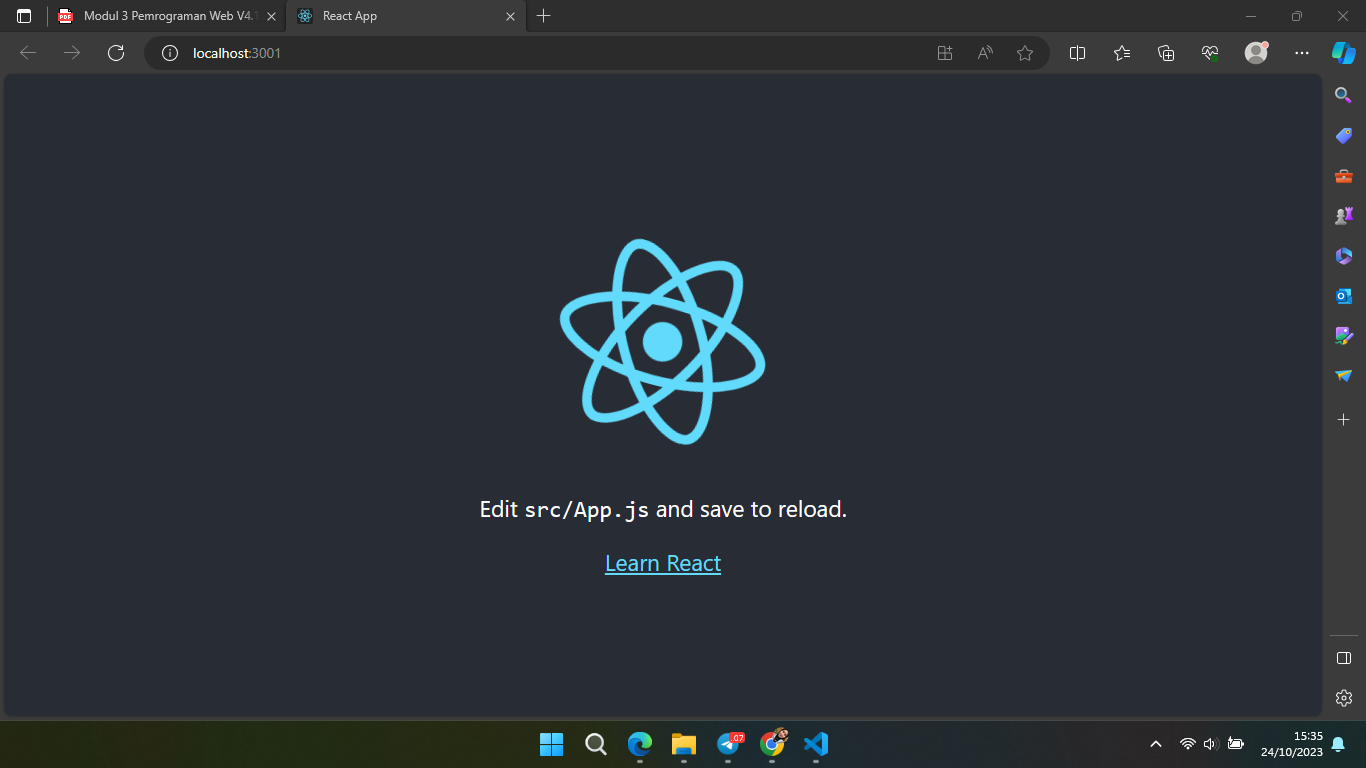 Modul 3 Pemrograman Web V4.1
React App
localhost:3001
Edit src/App.js and save to reload.
Learn React
07
15:35
24/10/2023